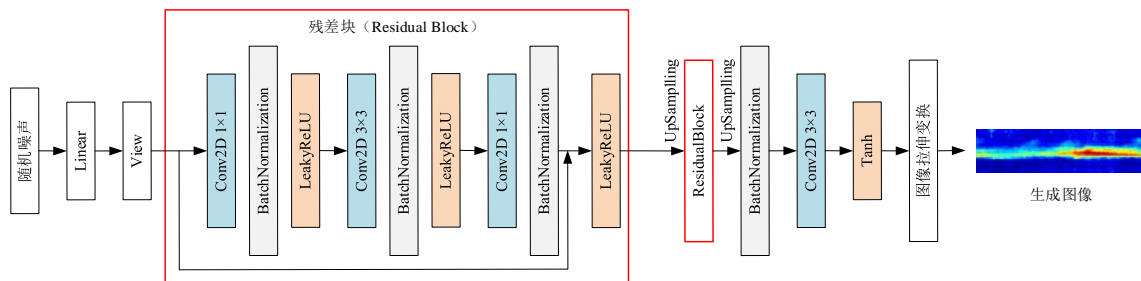 残差块（Residual Block）
随机噪声
Linear
View
Conv2D 1×1
BatchNormalization
LeakyReLU
Conv2D 3×3
BatchNormalization
LeakyReLU
Conv2D 1×1
BatchNormalization
LeakyReLU
UpSamplling
ResidualBlock
UpSamplling
BatchNormalization
Conv2D 3×3
Tanh
图像拉伸变换
生成图像